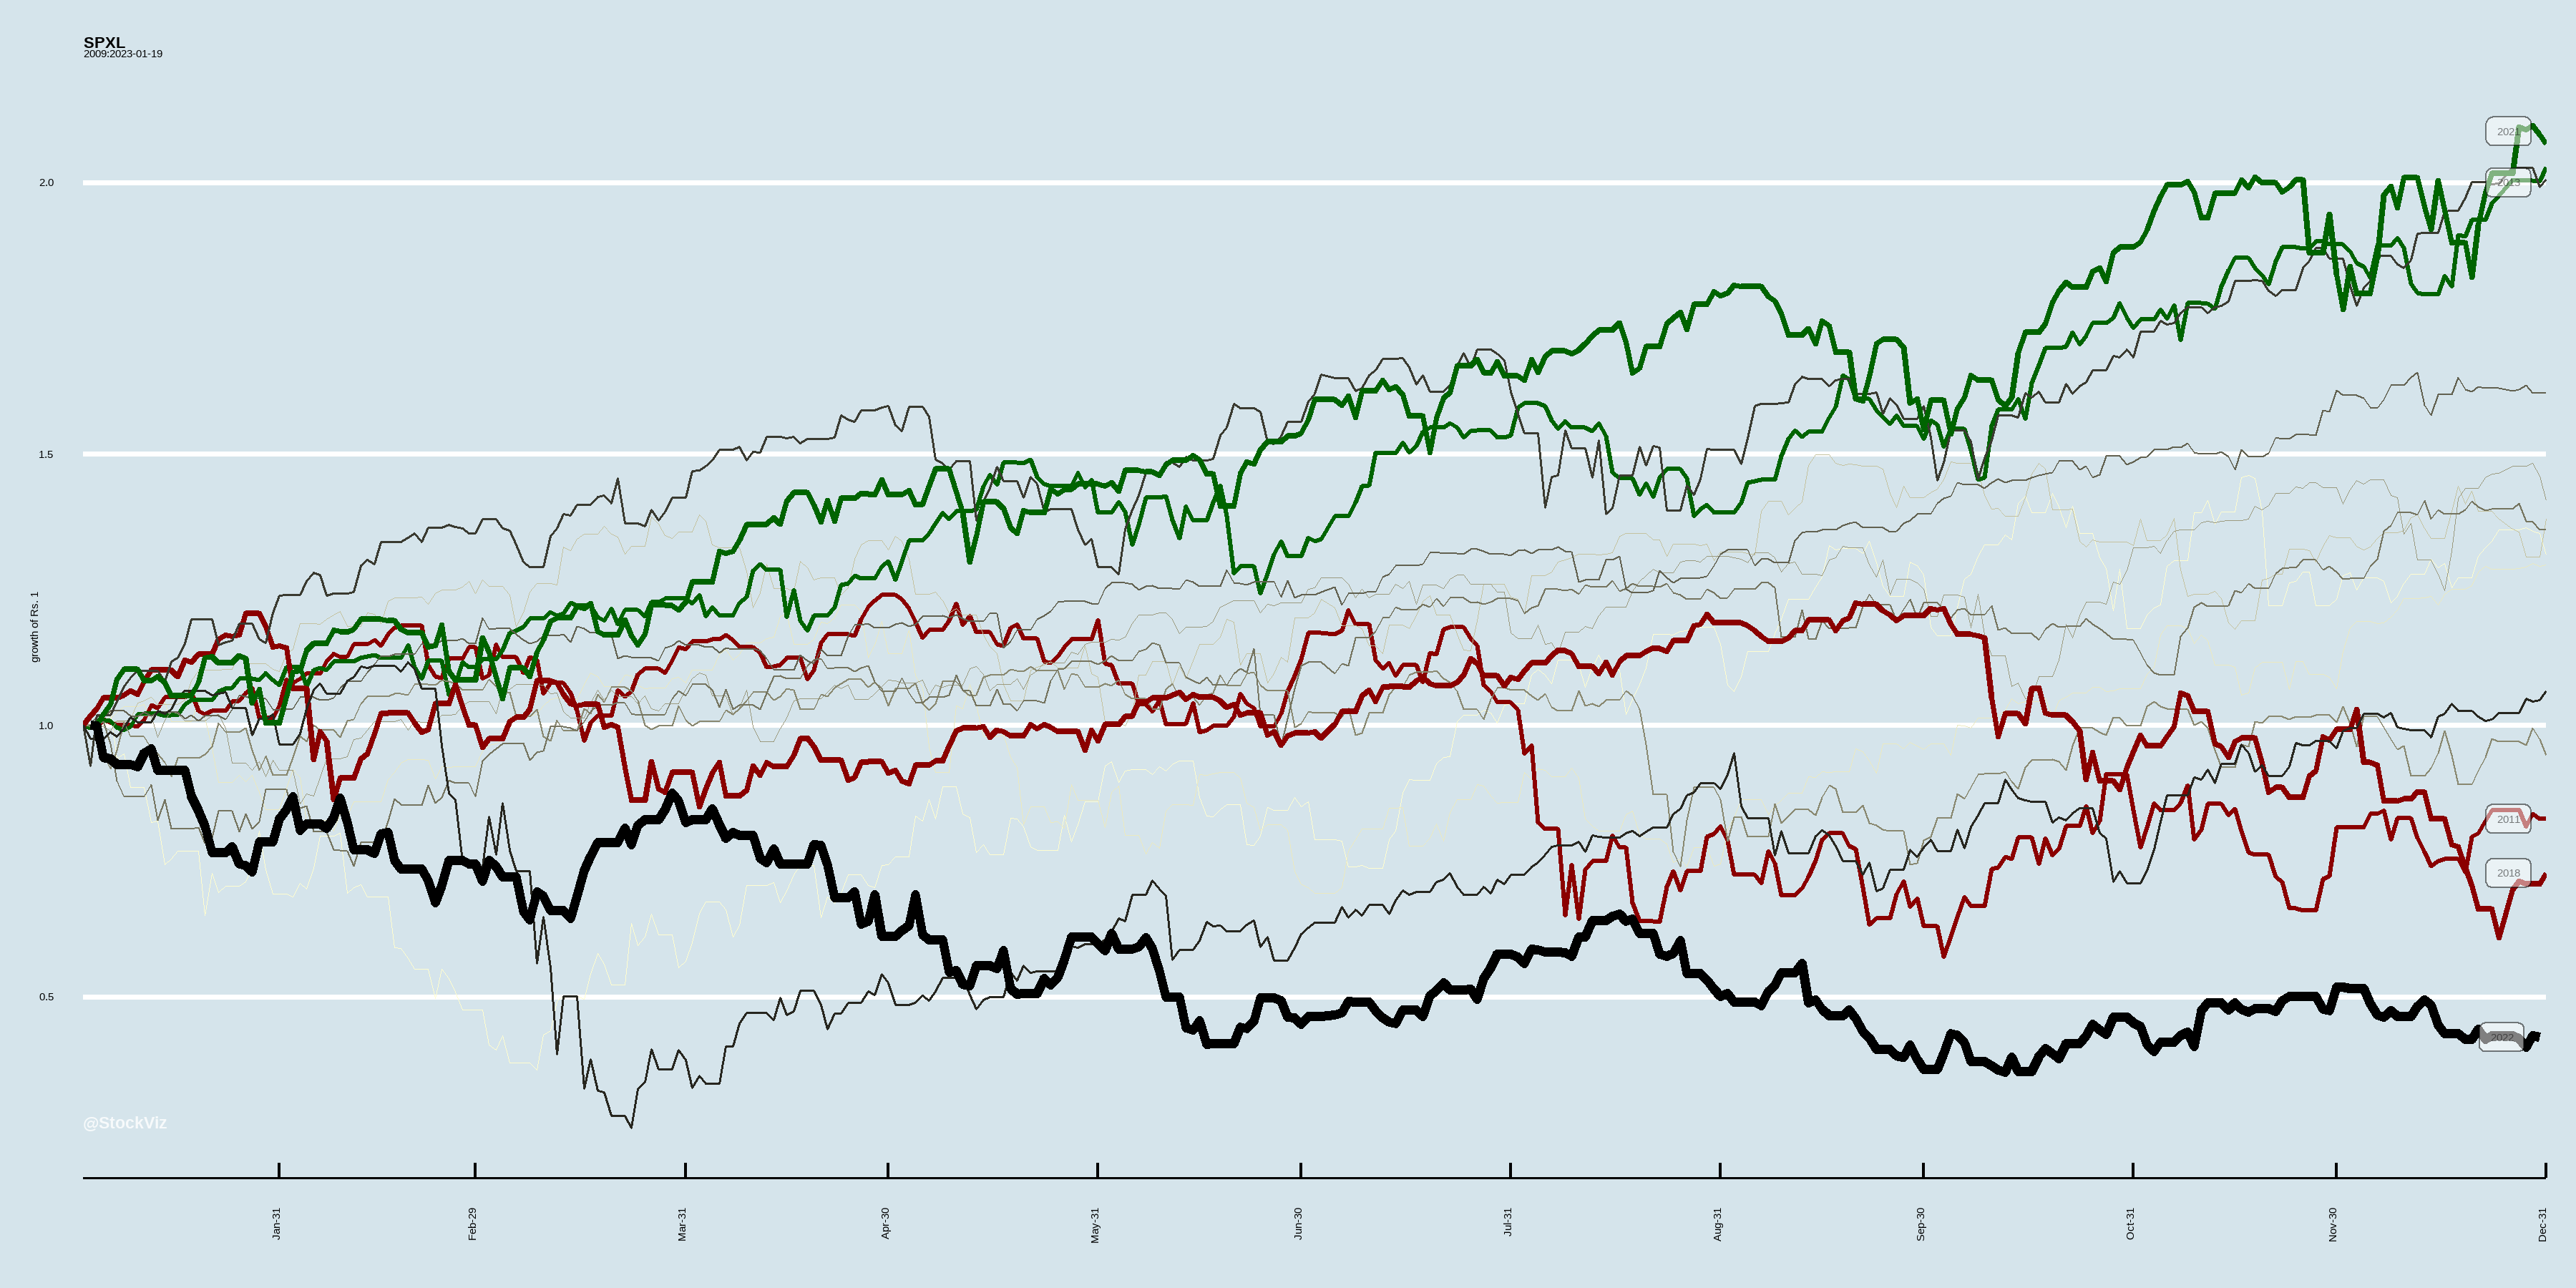 SPXL
2009:2023-01-19
2021
2.0
2013
1.5
growth of Rs. 1
1.0
2011
2018
0.5
2022
@StockViz
Jan-31
Feb-29
Mar-31
Apr-30
May-31
Jun-30
Jul-31
Aug-31
Sep-30
Oct-31
Nov-30
Dec-31